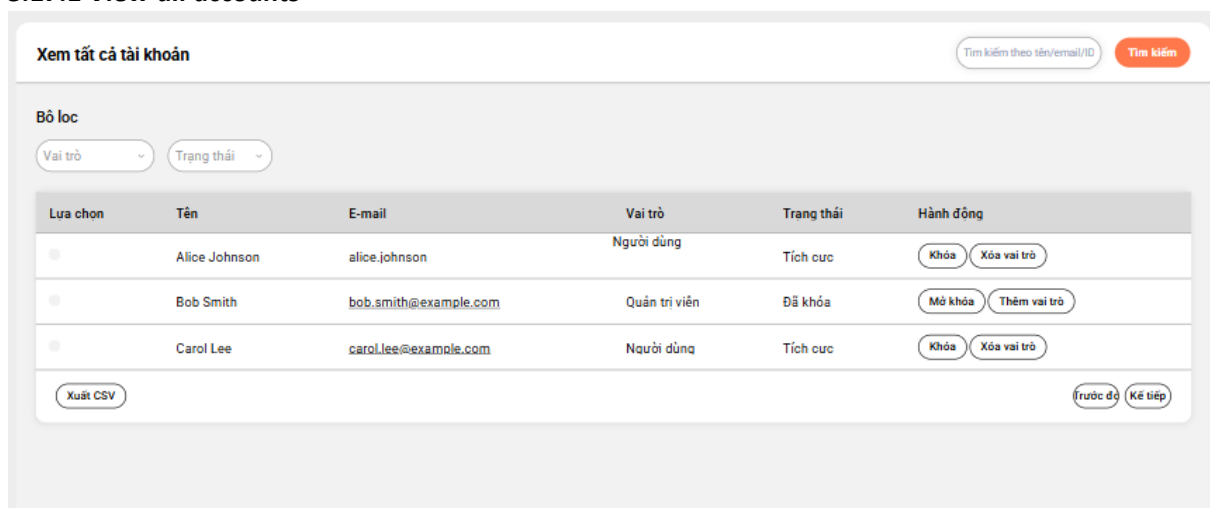 Xem tất cả tài khoản
Tìm kiếm theo tên/email/ID
Tìm kiếm
Bô loc
Vai trò
Trạng thái
Lựa chọn Tên E-mail Vai trò Trạng thái Hành động
Người dùng
Alice Johnson alice.johnson Tích cưc Khóa Xóa vai trò
Bob Smith bob.smith@example.com Quản trị viên Đã khóa Mở khóa Thêm vai trò
Carol Lee carol.lee@example.com Người dùng Tích cưc Khóa Xóa vai trò
Xuất CSV Trước đó Kế tiếp